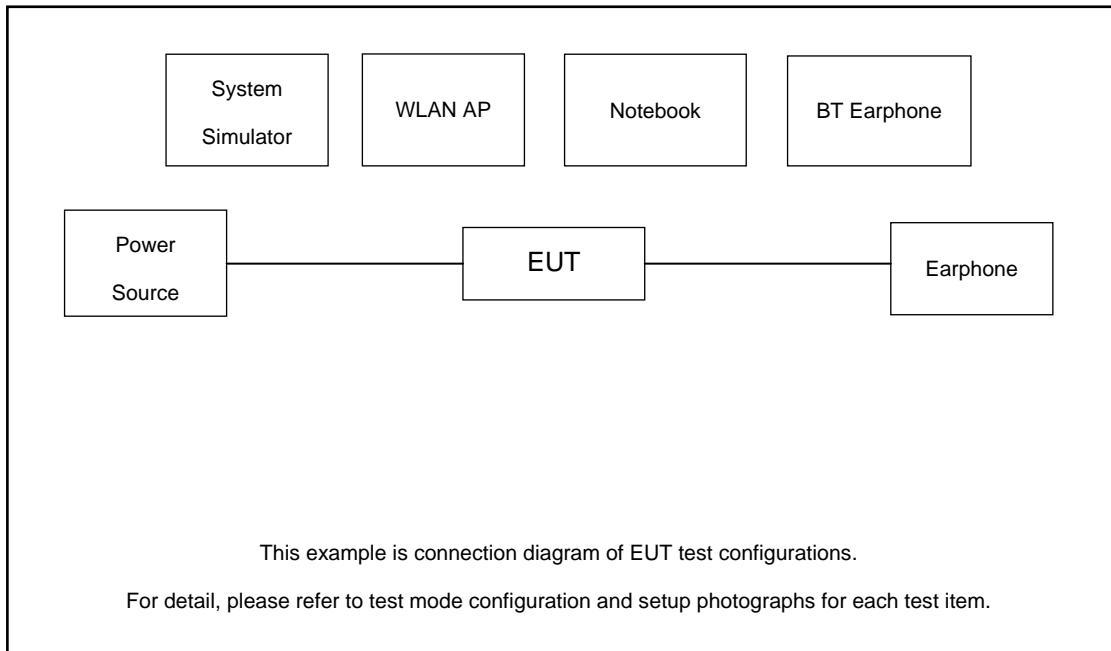 System
Simulator
WLAN AP
Notebook
BT Earphone
Power
Source
EUT
Earphone
This example is connection diagram of EUT test configurations.
For detail, please refer to test mode configuration and setup photographs for each test item.